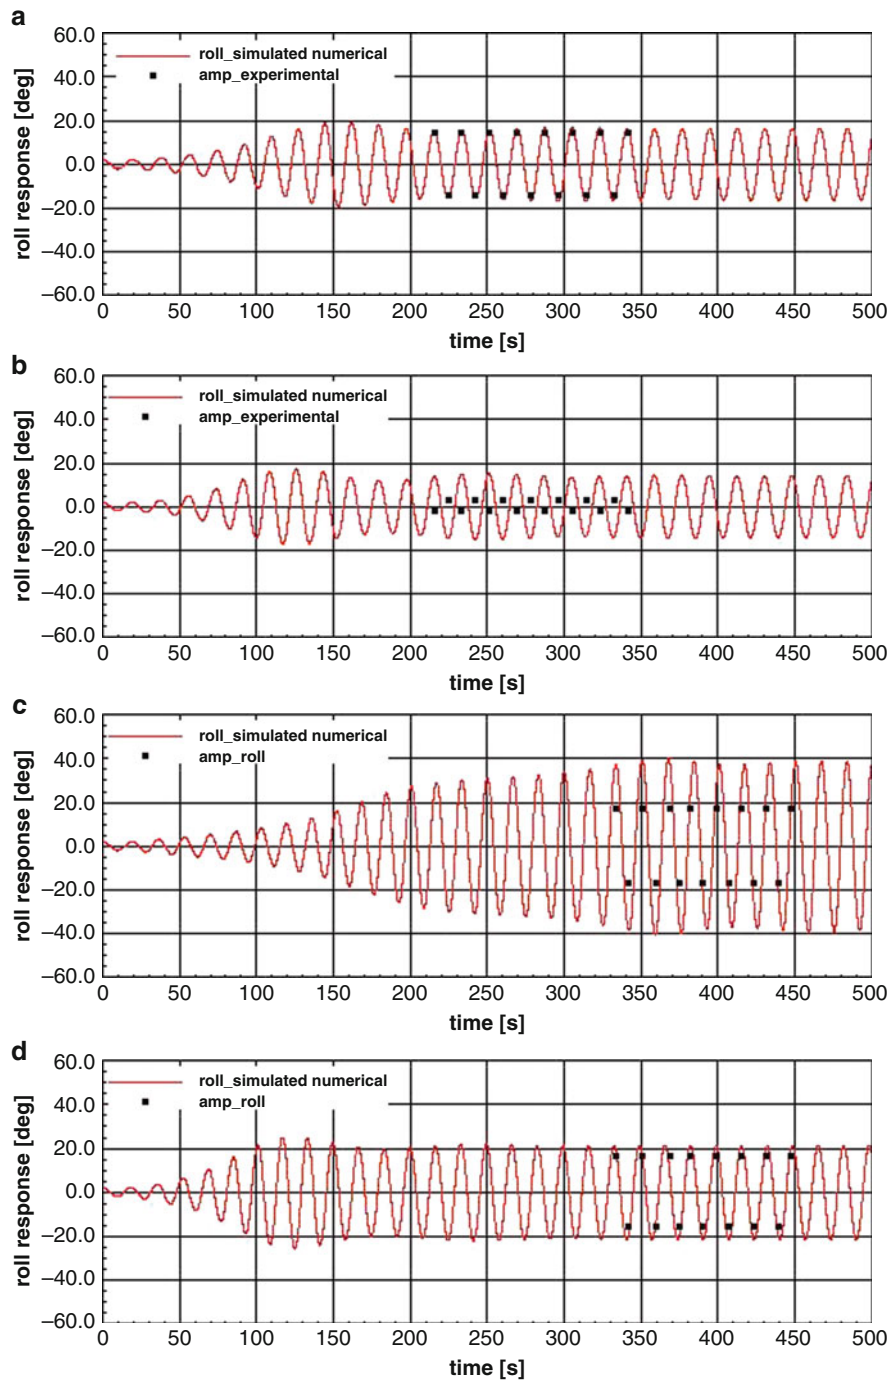 a
60.0
40.0
20.0
0.0
−20.0
−40.0
−60.0
roll response [deg]
roll_simulated numerical
amp_experimental
0 50 100 150 200 250 300 350 400 450 500
time [s]
b
60.0
40.0
20.0
0.0
−20.0
−40.0
−60.0
roll response [deg]
roll_simulated numerical
amp_experimental
0 50 100 150 200 250 300 350 400 450 500
time [s]
c
60.0
40.0
20.0
0.0
−20.0
−40.0
−60.0
roll response [deg]
roll_simulated numerical
amp_roll
0 50 100 150 200 250 300 350 400 450 500
time [s]
d
60.0
40.0
20.0
0.0
−20.0
−40.0
−60.0
roll response [deg]
roll_simulated numerical
amp_roll
0 50 100 150 200 250 300 350 400 450 500
time [s]